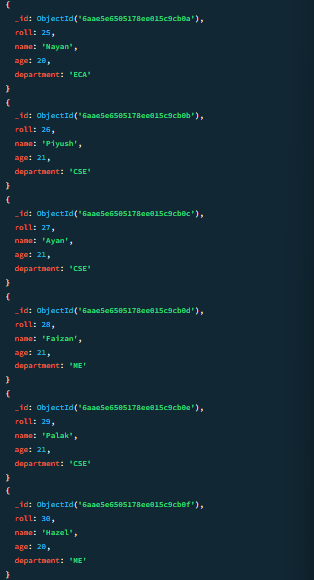 {
_id: ObjectId('6aae5e6505178ee015c9cb0a'),
roll: 25,
name: 'Nayan',
age: 20,
department: 'ECA'
}
{
_id: ObjectId('6aae5e6505178ee015c9cb0b'),
roll: 26,
name: 'Piyush',
age: 21,
department: 'CSE'
}
{
_id: ObjectId('6aae5e6505178ee015c9cb0c'),
roll: 27,
name: 'Ayan',
age: 21,
department: 'CSE'
}
{
_id: ObjectId('6aae5e6505178ee015c9cb0d'),
roll: 28,
name: 'Faizan',
age: 21,
department: 'ME'
}
{
_id: ObjectId('6aae5e6505178ee015c9cb0e'),
roll: 29,
name: 'Palak',
age: 21,
department: 'CSE'
}
{
_id: ObjectId('6aae5e6505178ee015c9cb0f'),
roll: 30,
name: 'Hazel',
age: 20,
department: 'ME'
}